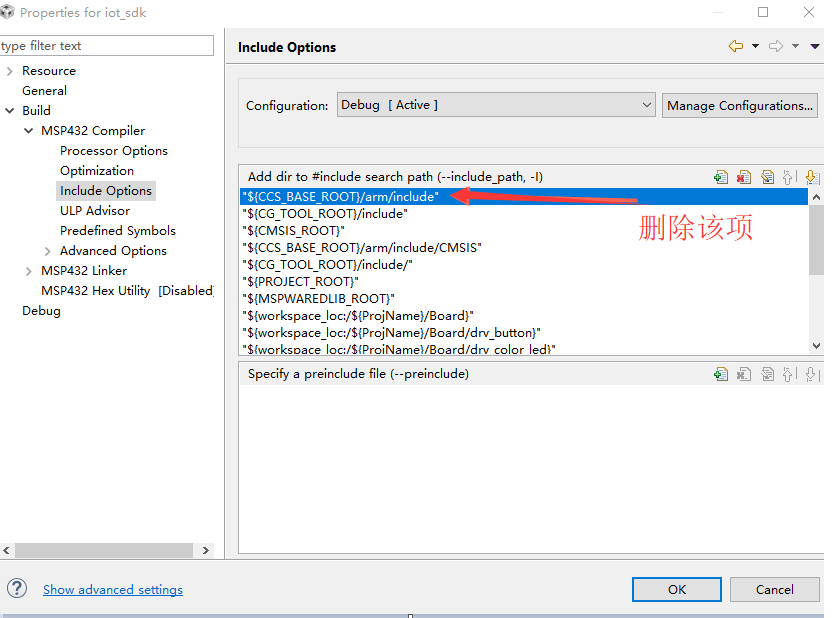 Properties for iot_sdk
type filter text
Resource
General
Build
MSP432 Compiler
Processor Options
Optimization
Include Options
ULP Advisor
Predefined Symbols
Advanced Options
MSP432 Linker
MSP432 Hex Utility [Disabled]
Debug
Include Options
Configuration: Debug [ Active ] Manage Configurations...
Add dir to #include search path (--include_path, -I)
"${CCS_BASE_ROOT}/arm/include"
"${CG_TOOL_ROOT}/include"
"${CMSIS_ROOT}"
"${CCS_BASE_ROOT}/arm/include/CMSIS"
"${CG_TOOL_ROOT}/include/"
"${PROJECT_ROOT}"
"${MSPWAREDLIB_ROOT}"
"${workspace_loc:/${ProjName}/Board}"
"${workspace_loc:/${ProjName}/Board/drv_button}"
"${workspace_loc:/${ProjName}/Board/drv_color_led}"
删除该项
Specify a preinclude file (--preinclude)
Show advanced settings
OK
Cancel